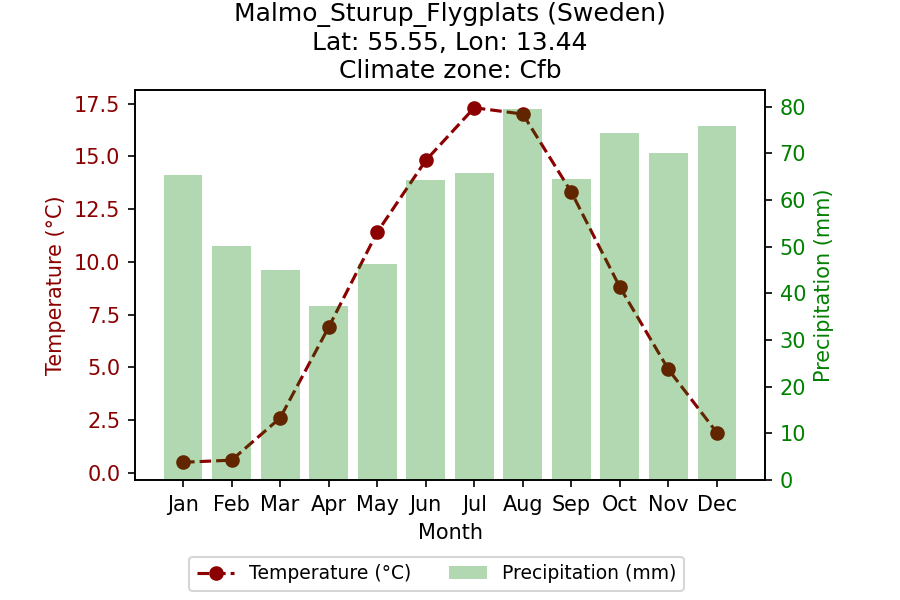 Malmo_Sturup_Flygplats (Sweden)
Lat: 55.55, Lon: 13.44
Climate zone: Cfb
Temperature (°C)
17.5
15.0
12.5
10.0
7.5
5.0
2.5
0.0
80
70
60
50
40
30
20
10
0
Precipitation (mm)
Jan Feb Mar Apr May Jun Jul Aug Sep Oct Nov Dec
Month
Temperature (°C) Precipitation (mm)